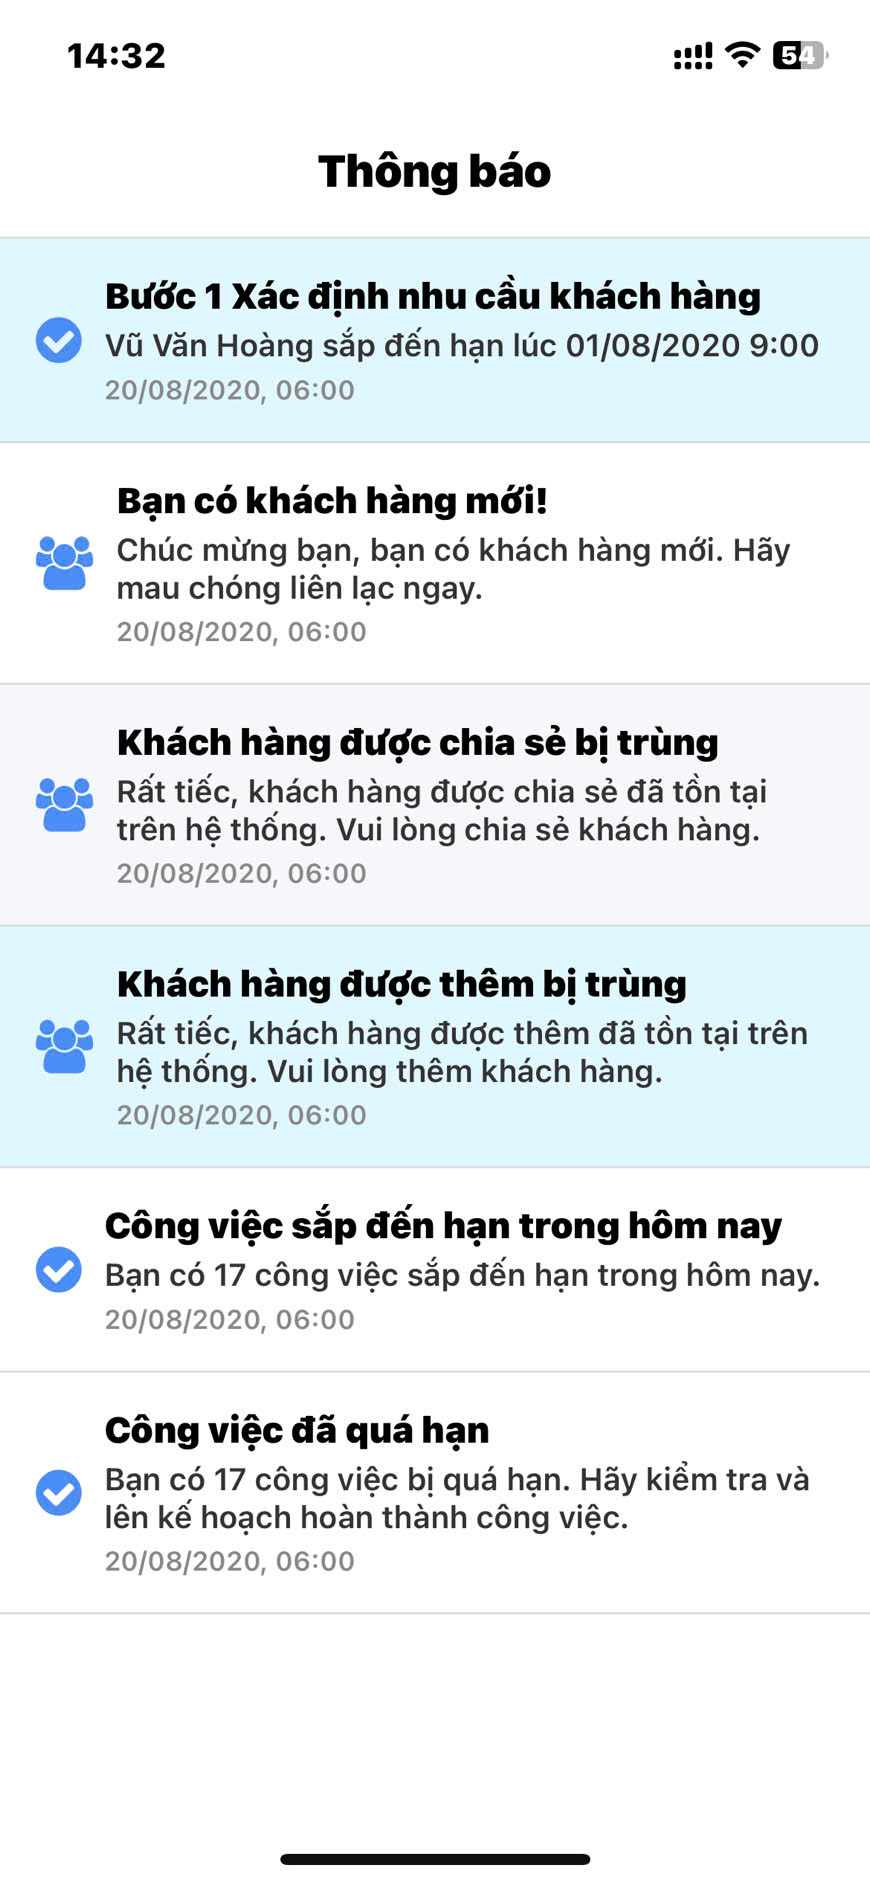 14:32
54
Thông báo
Bước 1 Xác định nhu cầu khách hàng
Vũ Văn Hoàng sắp đến hạn lúc 01/08/2020 9:00
20/08/2020, 06:00
Bạn có khách hàng mới!
Chúc mừng bạn, bạn có khách hàng mới. Hãy
mau chóng liên lạc ngay.
20/08/2020, 06:00
Khách hàng được chia sẻ bị trùng
Rất tiếc, khách hàng được chia sẻ đã tồn tại
trên hệ thống. Vui lòng chia sẻ khách hàng.
20/08/2020, 06:00
Khách hàng được thêm bị trùng
Rất tiếc, khách hàng được thêm đã tồn tại trên
hệ thống. Vui lòng thêm khách hàng.
20/08/2020, 06:00
Công việc sắp đến hạn trong hôm nay
Bạn có 17 công việc sắp đến hạn trong hôm nay.
20/08/2020, 06:00
Công việc đã quá hạn
Bạn có 17 công việc bị quá hạn. Hãy kiểm tra và
lên kế hoạch hoàn thành công việc.
20/08/2020, 06:00